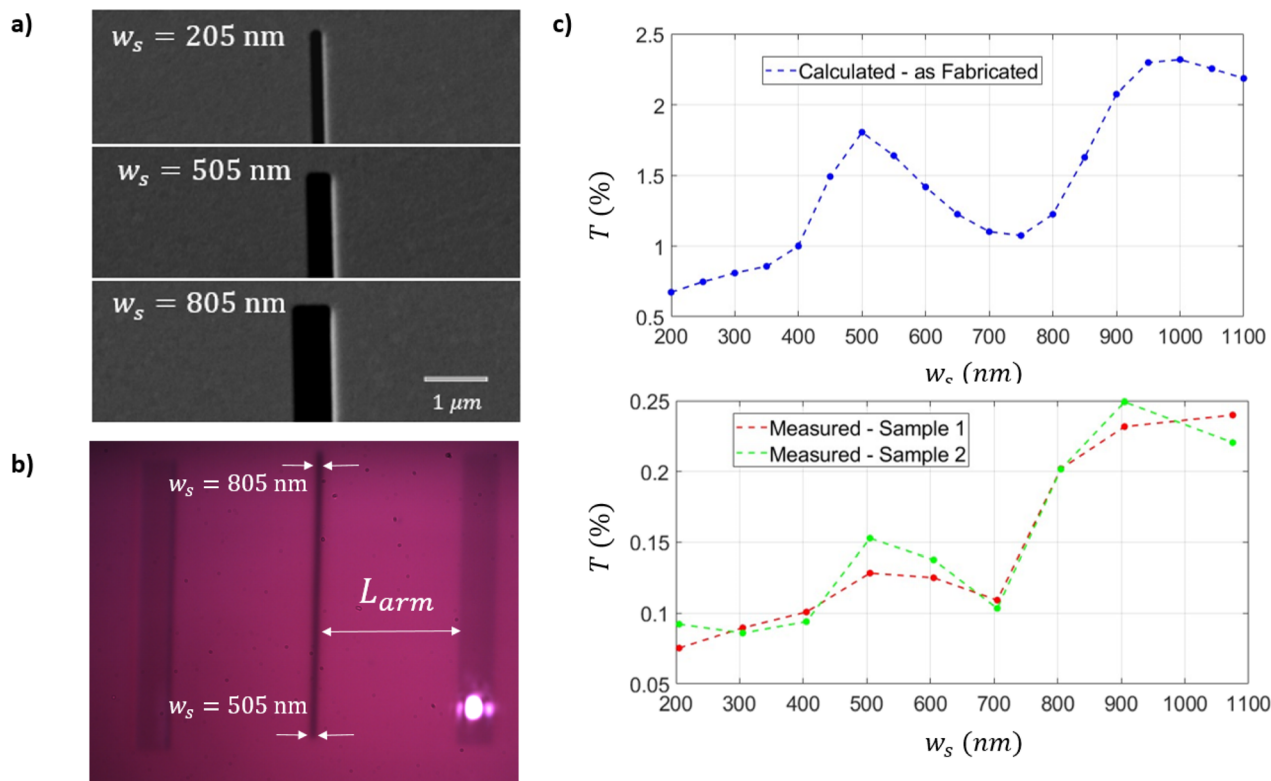 a)
w_s = 205 nm
w_s = 505 nm
w_s = 805 nm
1 μm
b)
w_s = 805 nm
L_arm
w_s = 505 nm
c)
2.5
2
1.5
1
0.5
T (%)
Calculated - as Fabricated
200 300 400 500 600 700 800 900 1000 1100
w_s (nm)
0.25
0.2
0.15
0.1
0.05
T (%)
Measured - Sample 1
Measured - Sample 2
200 300 400 500 600 700 800 900 1000 1100
w_s (nm)